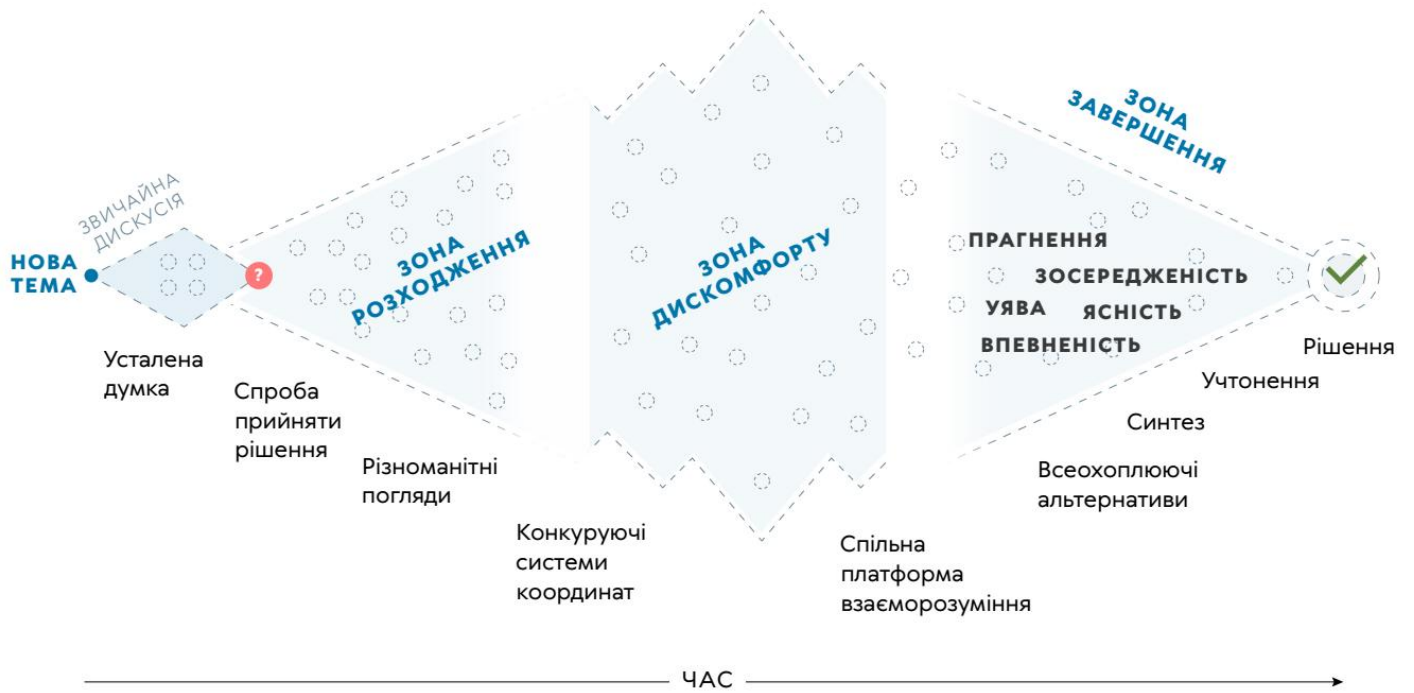 ЗВИЧАЙНА
ДИСКУСІЯ
НОВА
ТЕМА
?
ЗОНА
РОЗХОДЖЕННЯ
ЗОНА
ДИСКОМФОРТУ
ЗОНА
ЗАВЕРШЕННЯ
ПРАГНЕННЯ
ЗОСЕРЕДЖЕНІСТЬ
УЯВА ЯСНІСТЬ
ВПЕВНЕНІСТЬ
Усталена
думка
Спроба
прийняти
рішення
Різноманітні
погляди
Конкуруючі
системи
координат
Спільна
платформа
взаєморозуміння
Всеохоплюючі
альтернативи
Синтез
Учтонення
Рішення
ЧАС